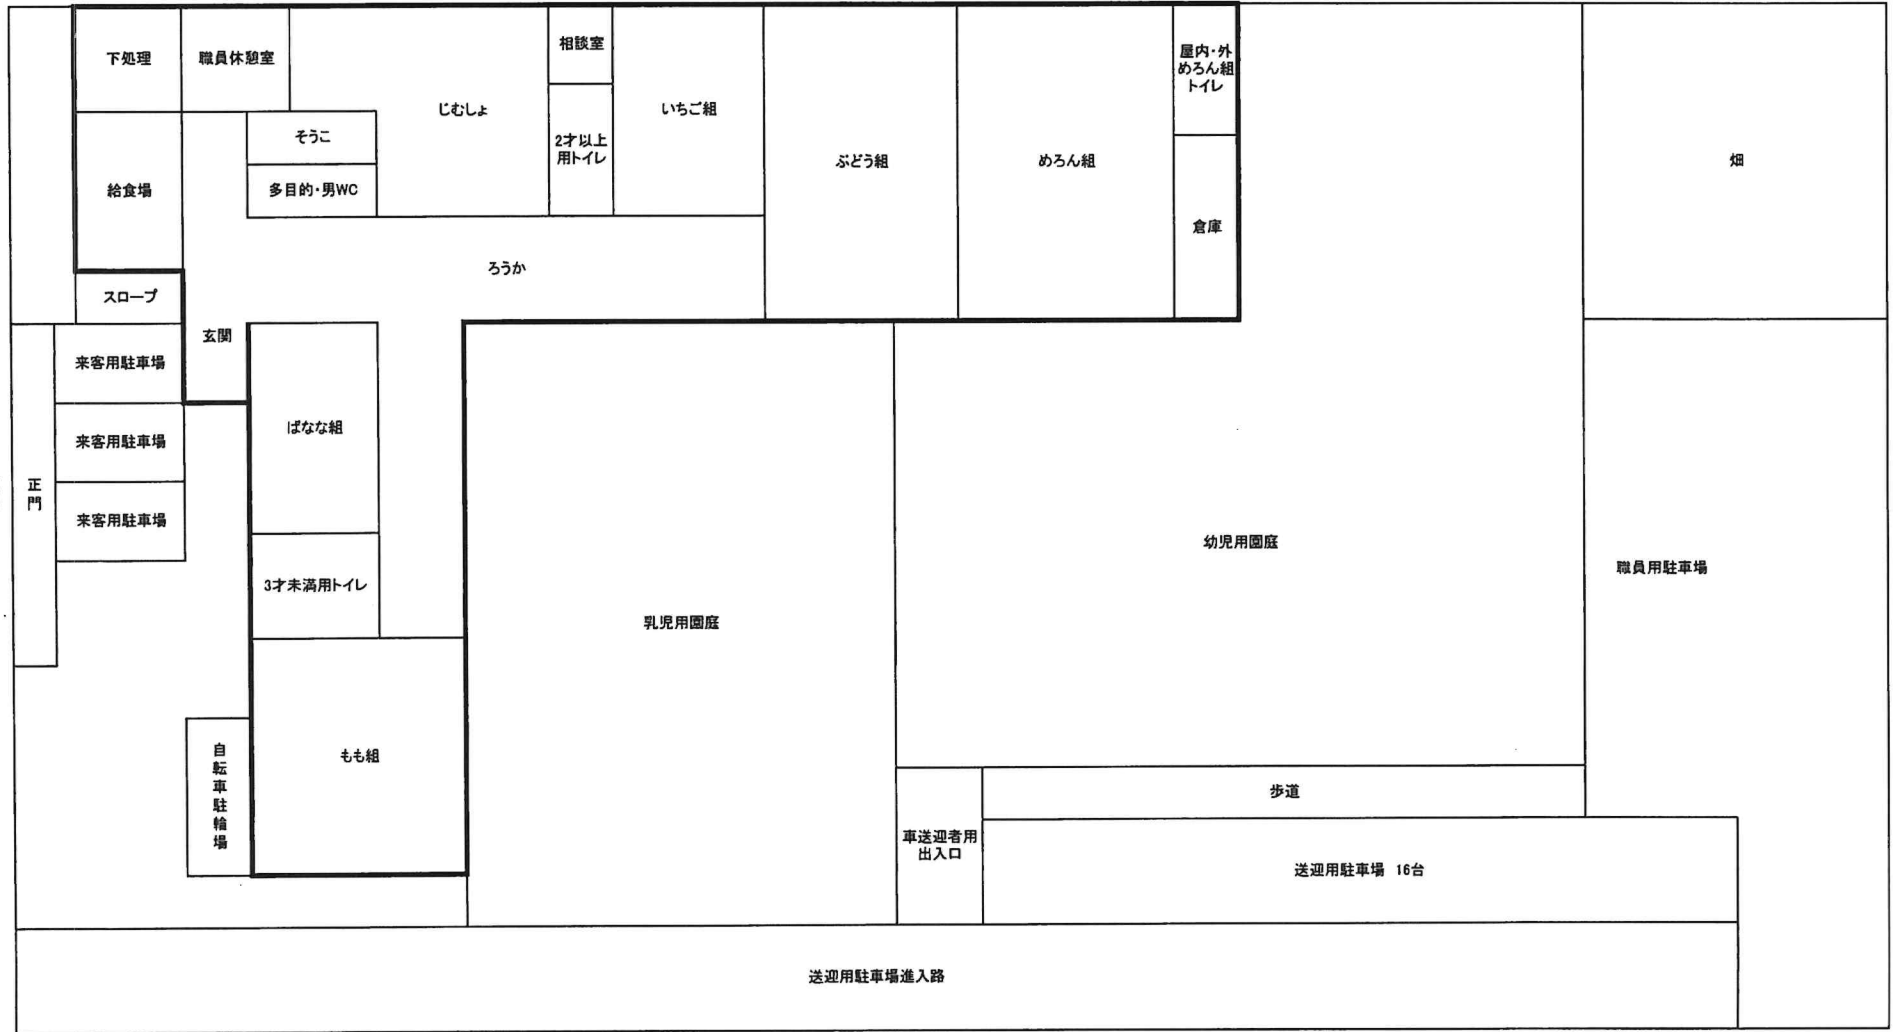 下処理
職員休憩室
じむしょ
相談室
2才以上
用トイレ
いちご組
ぶどう組
めろん組
屋内・外
めろん組
トイレ
倉庫
畑
そうこ
多目的・男WC
給食場
スロープ
ろうか
玄関
来客用駐車場
来客用駐車場
来客用駐車場
正門
ばなな組
3才未満用トイレ
もも組
自転車駐輪場
乳児用園庭
幼児用園庭
職員用駐車場
歩道
車送迎者用
出入口
送迎用駐車場 16台
送迎用駐車場進入路